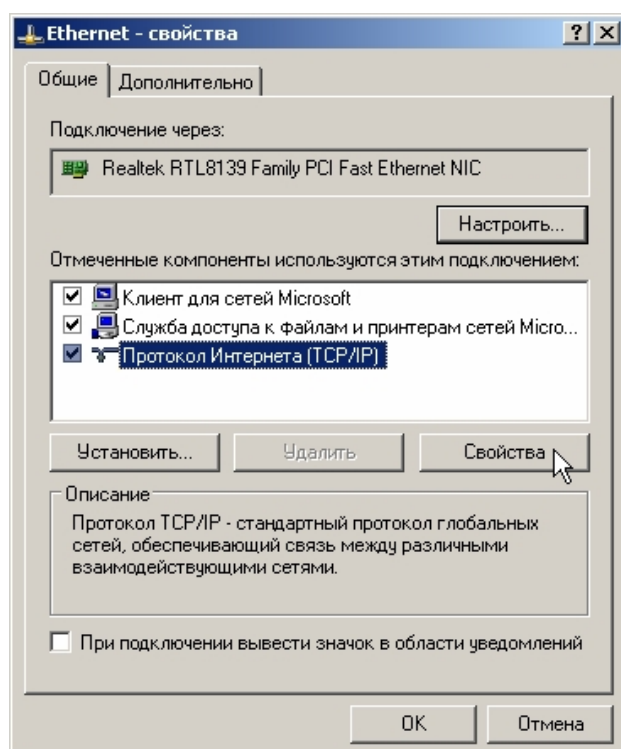 Ethernet - свойства
Общие
Дополнительно
Подключение через:
Realtek RTL8139 Family PCI Fast Ethernet NIC
Настроить...
Отмеченные компоненты используются этим подключением:
Клиент для сетей Microsoft
Служба доступа к файлам и принтерам сетей Micro...
Протокол Интернета (TCP/IP)
Установить...
Удалить
Свойства
Описание
Протокол TCP/IP - стандартный протокол глобальных
сетей, обеспечивающий связь между различными
взаимодействующими сетями.
При подключении вывести значок в области уведомлений
OK
Отмена